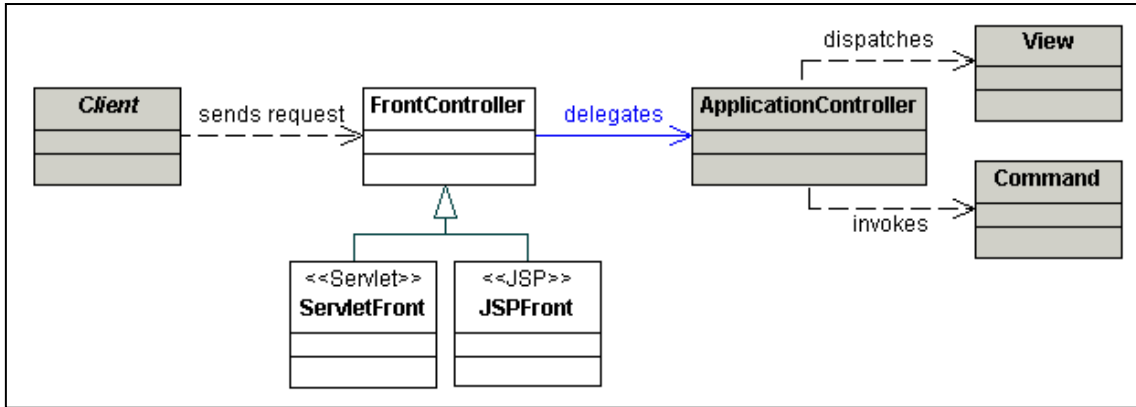 Client
sends request
FrontController
delegates
ApplicationController
dispatches
View
invokes
Command
<<Servlet>>
ServletFront
<<JSP>>
JSPFront